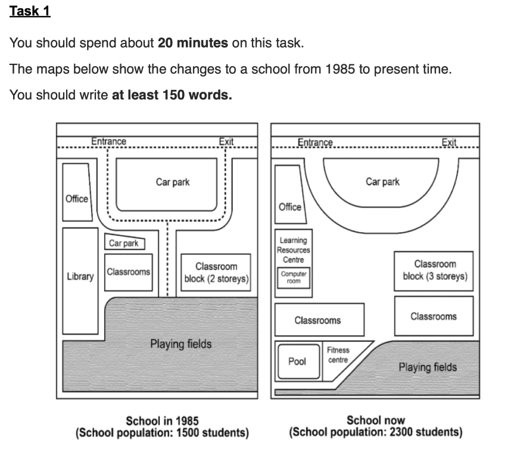 Task 1
You should spend about 20 minutes on this task.
The maps below show the changes to a school from 1985 to present time.
You should write at least 150 words.
Entrance
Exit
Car park
Office
Car park
Library
Classrooms
Classroom
block (2 storeys)
Playing fields
School in 1985
(School population: 1500 students)
Entrance
Exit
Car park
Office
Learning
Resources
Centre
Computer
room
Classroom
block (3 storeys)
Classrooms
Classrooms
Pool
Fitness
centre
Playing fields
School now
(School population: 2300 students)